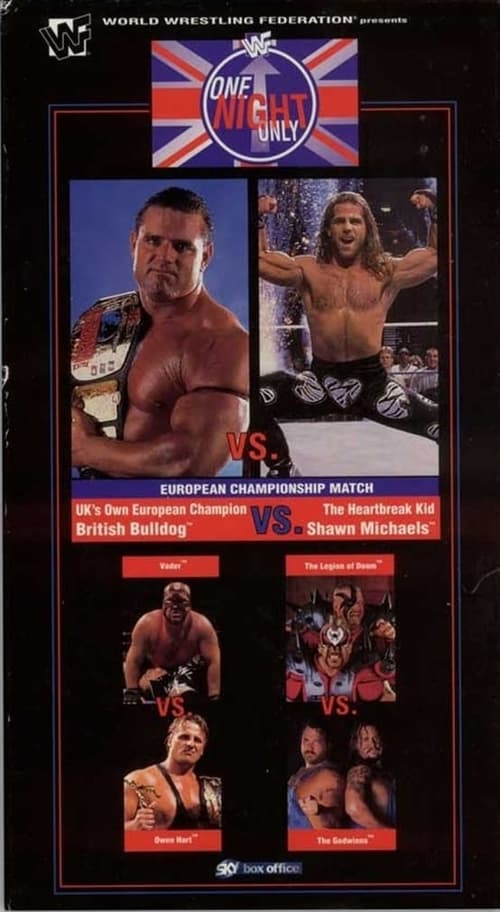 WORLD WRESTLING FEDERATION® presents
ONE
NIGHT
ONLY
VS.
EUROPEAN CHAMPIONSHIP MATCH
UK's Own European Champion
British Bulldog™
VS.
The Heartbreak Kid
Shawn Michaels™
Vader™
The Legion of Doom™
VS.
VS.
Owen Hart™
The Godwinns™
SKY box office